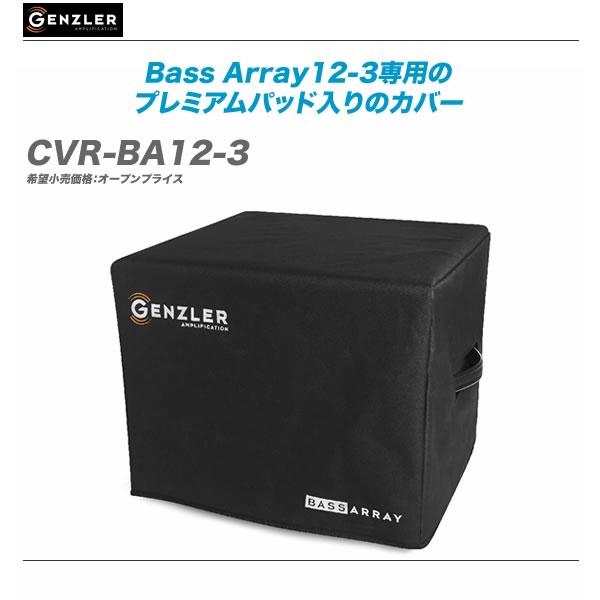 GENZLER
AMPLIFICATION
Bass Array12-3専用の
プレミアムパッド入りのカバー
CVR-BA12-3
希望小売価格：オープンプライス
GENZLER
AMPLIFICATION
BASSARRAY